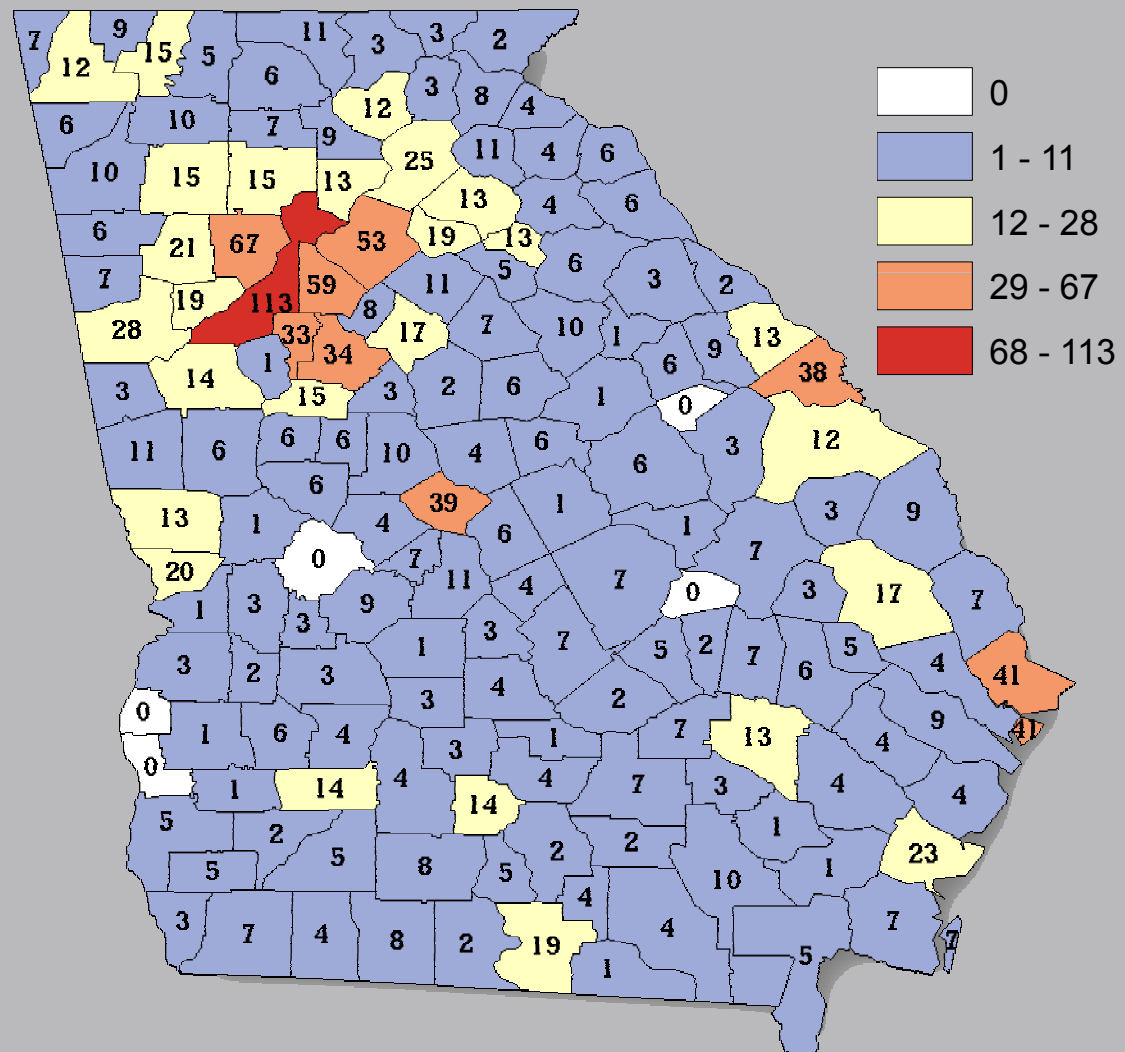 7 9 15 5 11 3 3 2
12 6 12 3 8 4
6 10 7 9 25 11 4 6
10 15 15 13 13 4 6
6 21 67 53 19 13
7 19 113 59 11 5 6 3 2
28 8 17 7 10 1 9 13
33 34 6 38
3 14 1 15 3 2 6 1 0
11 6 6 6 10 4 6 6 3 12
6 39 1 3 9
13 1 4 6 1 7
20 0 7 11 4 7 0 3 17 7
1 3 3 9 3 7 5 2 7 6 5 4 41
3 2 3 1 4 2
0 3 9 41
1 6 4 3 1 7 13 4
0 1 14 4 14 4 7 3 4 4
5 2 5 8 5 2 2 1 23
5 4 10 1
3 7 4 8 2 19 1 4 5 7 7
0
1 - 11
12 - 28
29 - 67
68 - 113